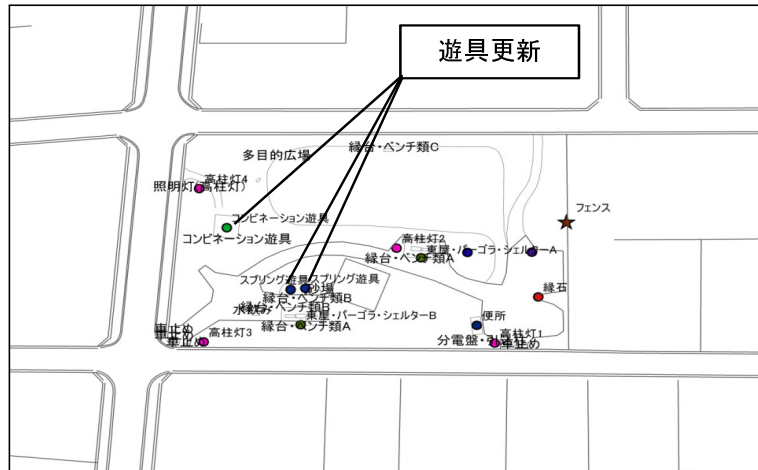 遊具更新
縁台・ベンチ類C
多目的広場
高柱灯4
照明灯(高柱灯)
フェンス
コンビネーション遊具
コンビネーション遊具
高柱灯2
東屋・パーゴラ・シェルターA
縁台・ベンチ類A
スプリング遊具
スプリング遊具
砂場
縁石
縁台・ベンチ類B
縁台・ベンチ類B
水飲み
東屋・パーゴラ・シェルターB
縁台・ベンチ類A
便所
車止め
車止め
車止め
高柱灯3
高柱灯1
分電盤・引
車止め